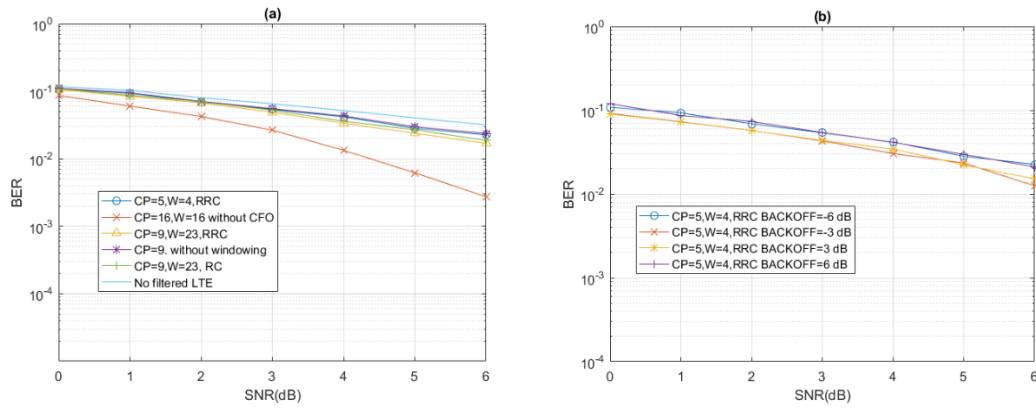 (a)
10^0
10^-1
10^-2
10^-3
10^-4
BER
CP=5,W=4,RRC
CP=16,W=16 without CFO
CP=9,W=23,RRC
CP=9. without windowing
CP=9,W=23, RC
No filtered LTE
0 1 2 3 4 5 6
SNR(dB)
(b)
10^0
10^-1
10^-2
10^-3
10^-4
BER
CP=5,W=4,RRC BACKOFF=-6 dB
CP=5,W=4,RRC BACKOFF=-3 dB
CP=5,W=4,RRC BACKOFF=3 dB
CP=5,W=4,RRC BACKOFF=6 dB
0 1 2 3 4 5 6
SNR(dB)